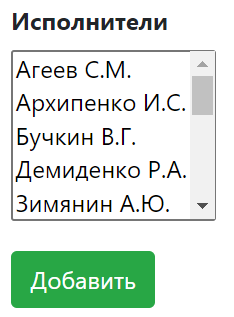 Исполнители
Агеев С.М.
Архипенко И.С.
Бучкин В.Г.
Демиденко Р.А.
Зимянин А.Ю.
Добавить